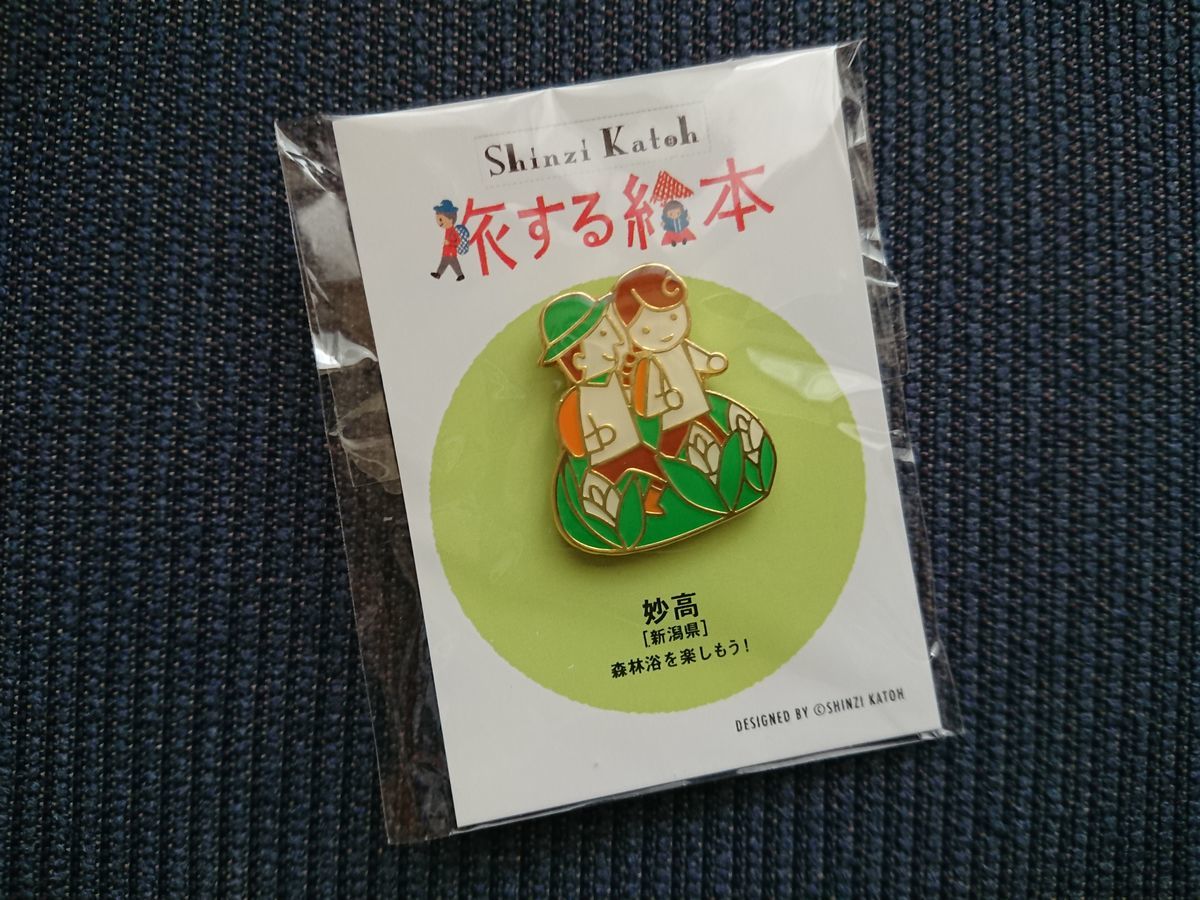 Shinzi Katoh
旅する絵本
妙高
[新潟県]
森林浴を楽しもう!
DESIGNED BY ©SHINZI KATOH